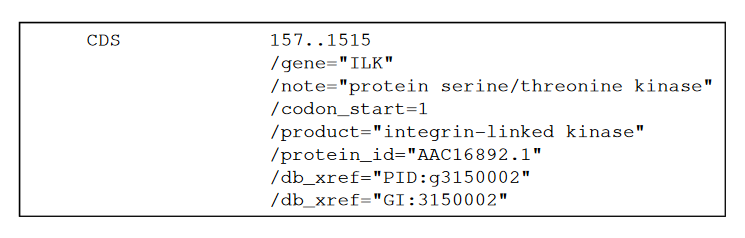 CDS 157..1515
/gene="ILK"
/note="protein serine/threonine kinase"
/codon_start=1
/product="integrin-linked kinase"
/protein_id="AAC16892.1"
/db_xref="PID:g3150002"
/db_xref="GI:3150002"